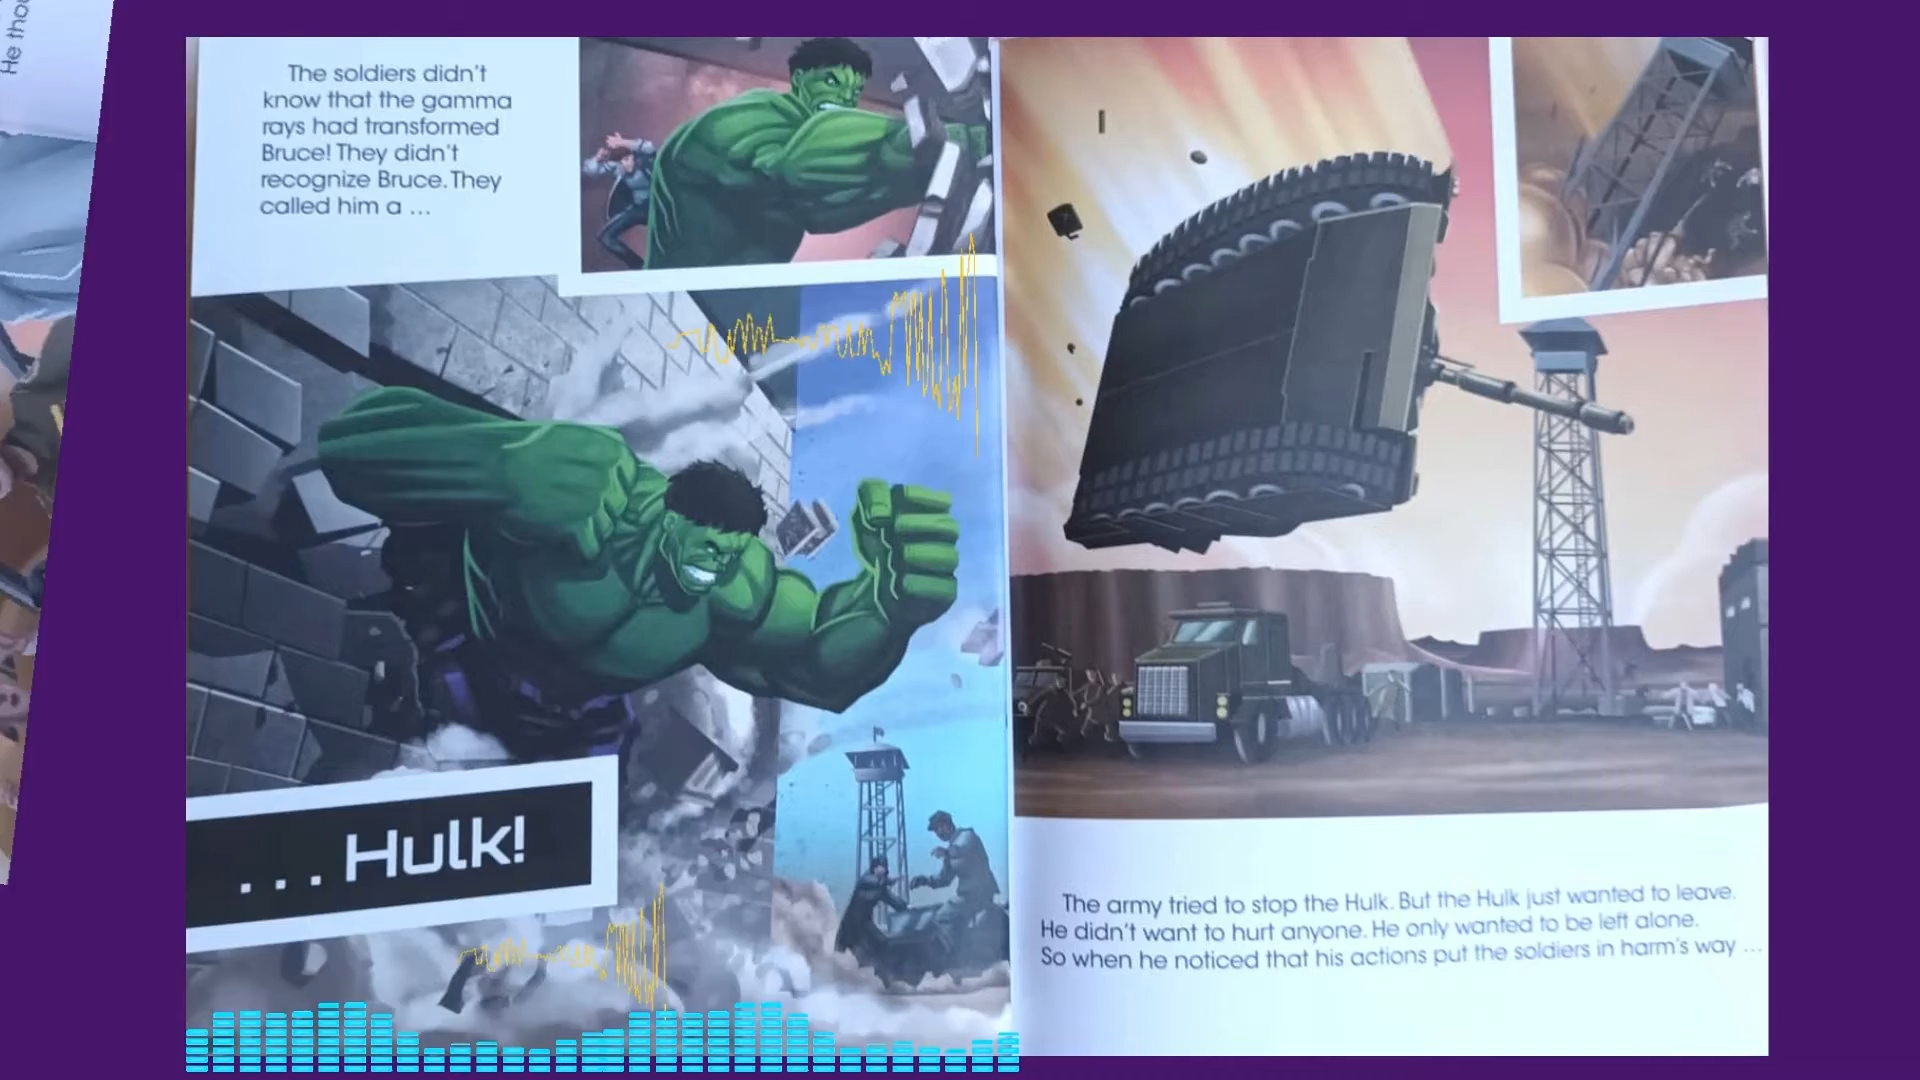 He thou
The soldiers didn't
know that the gamma
rays had transformed
Bruce! They didn't
recognize Bruce. They
called him a ...
... Hulk!
The army tried to stop the Hulk. But the Hulk just wanted to leave.
He didn't want to hurt anyone. He only wanted to be left alone.
So when he noticed that his actions put the soldiers in harm's way ...